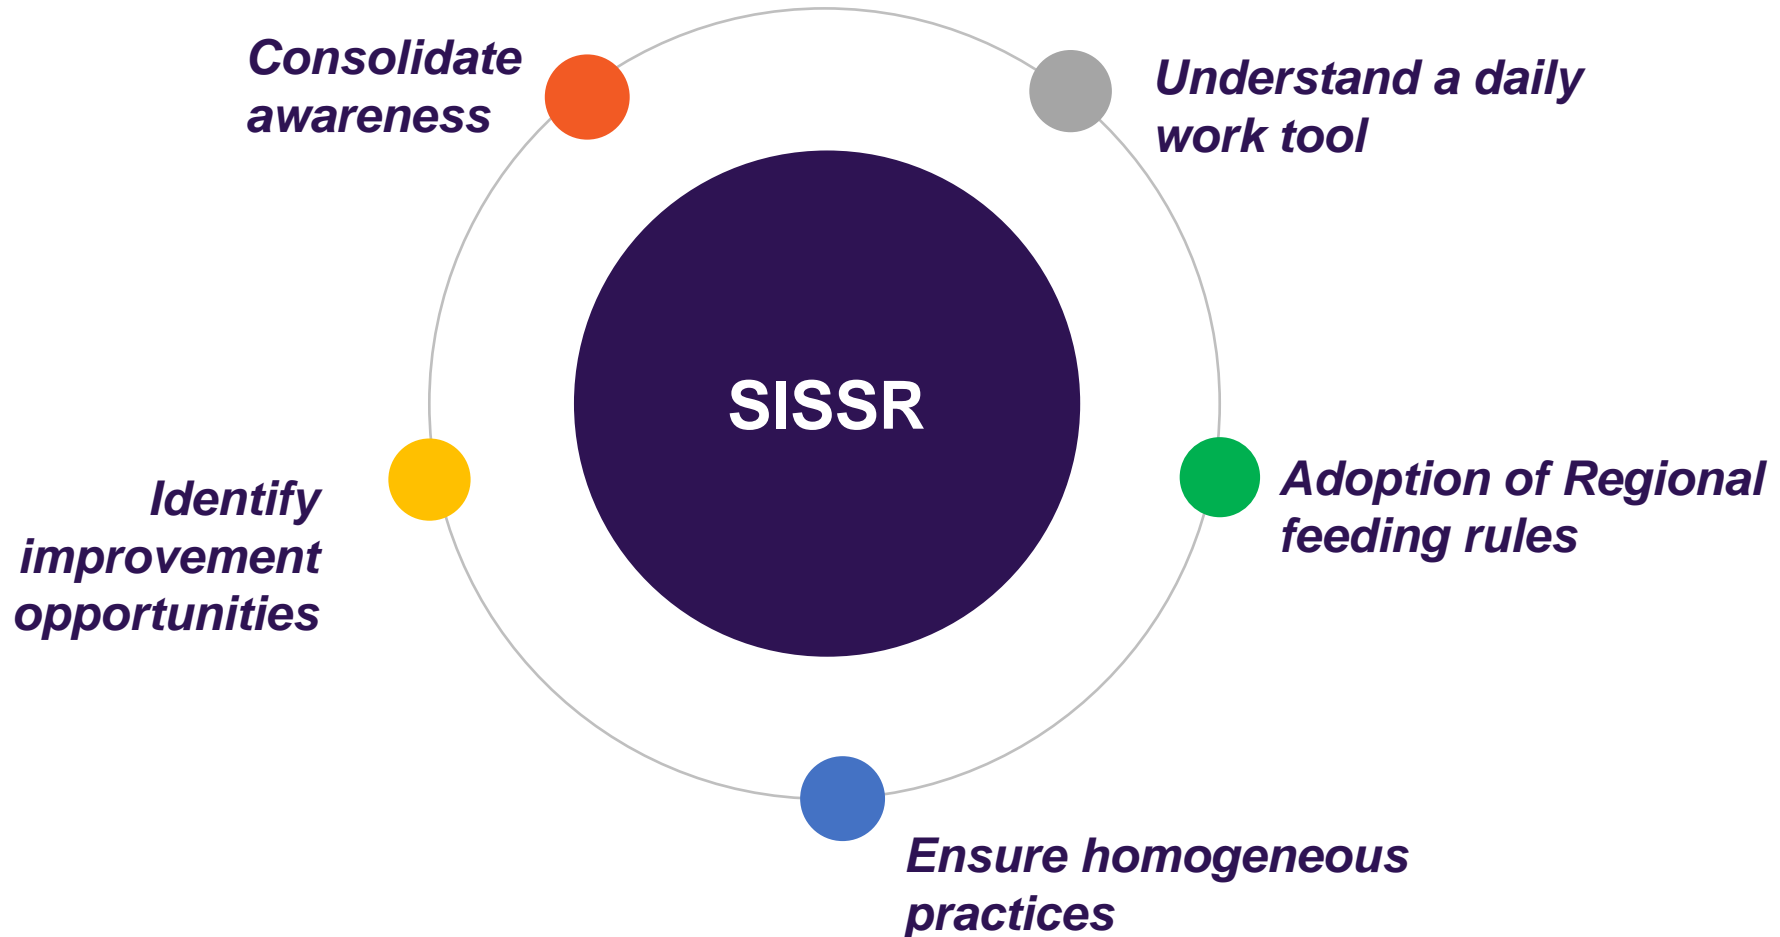 Consolidate
awareness
Understand a daily
work tool
SISSR
Adoption of Regional
feeding rules
Identify
improvement
opportunities
Ensure homogeneous
practices